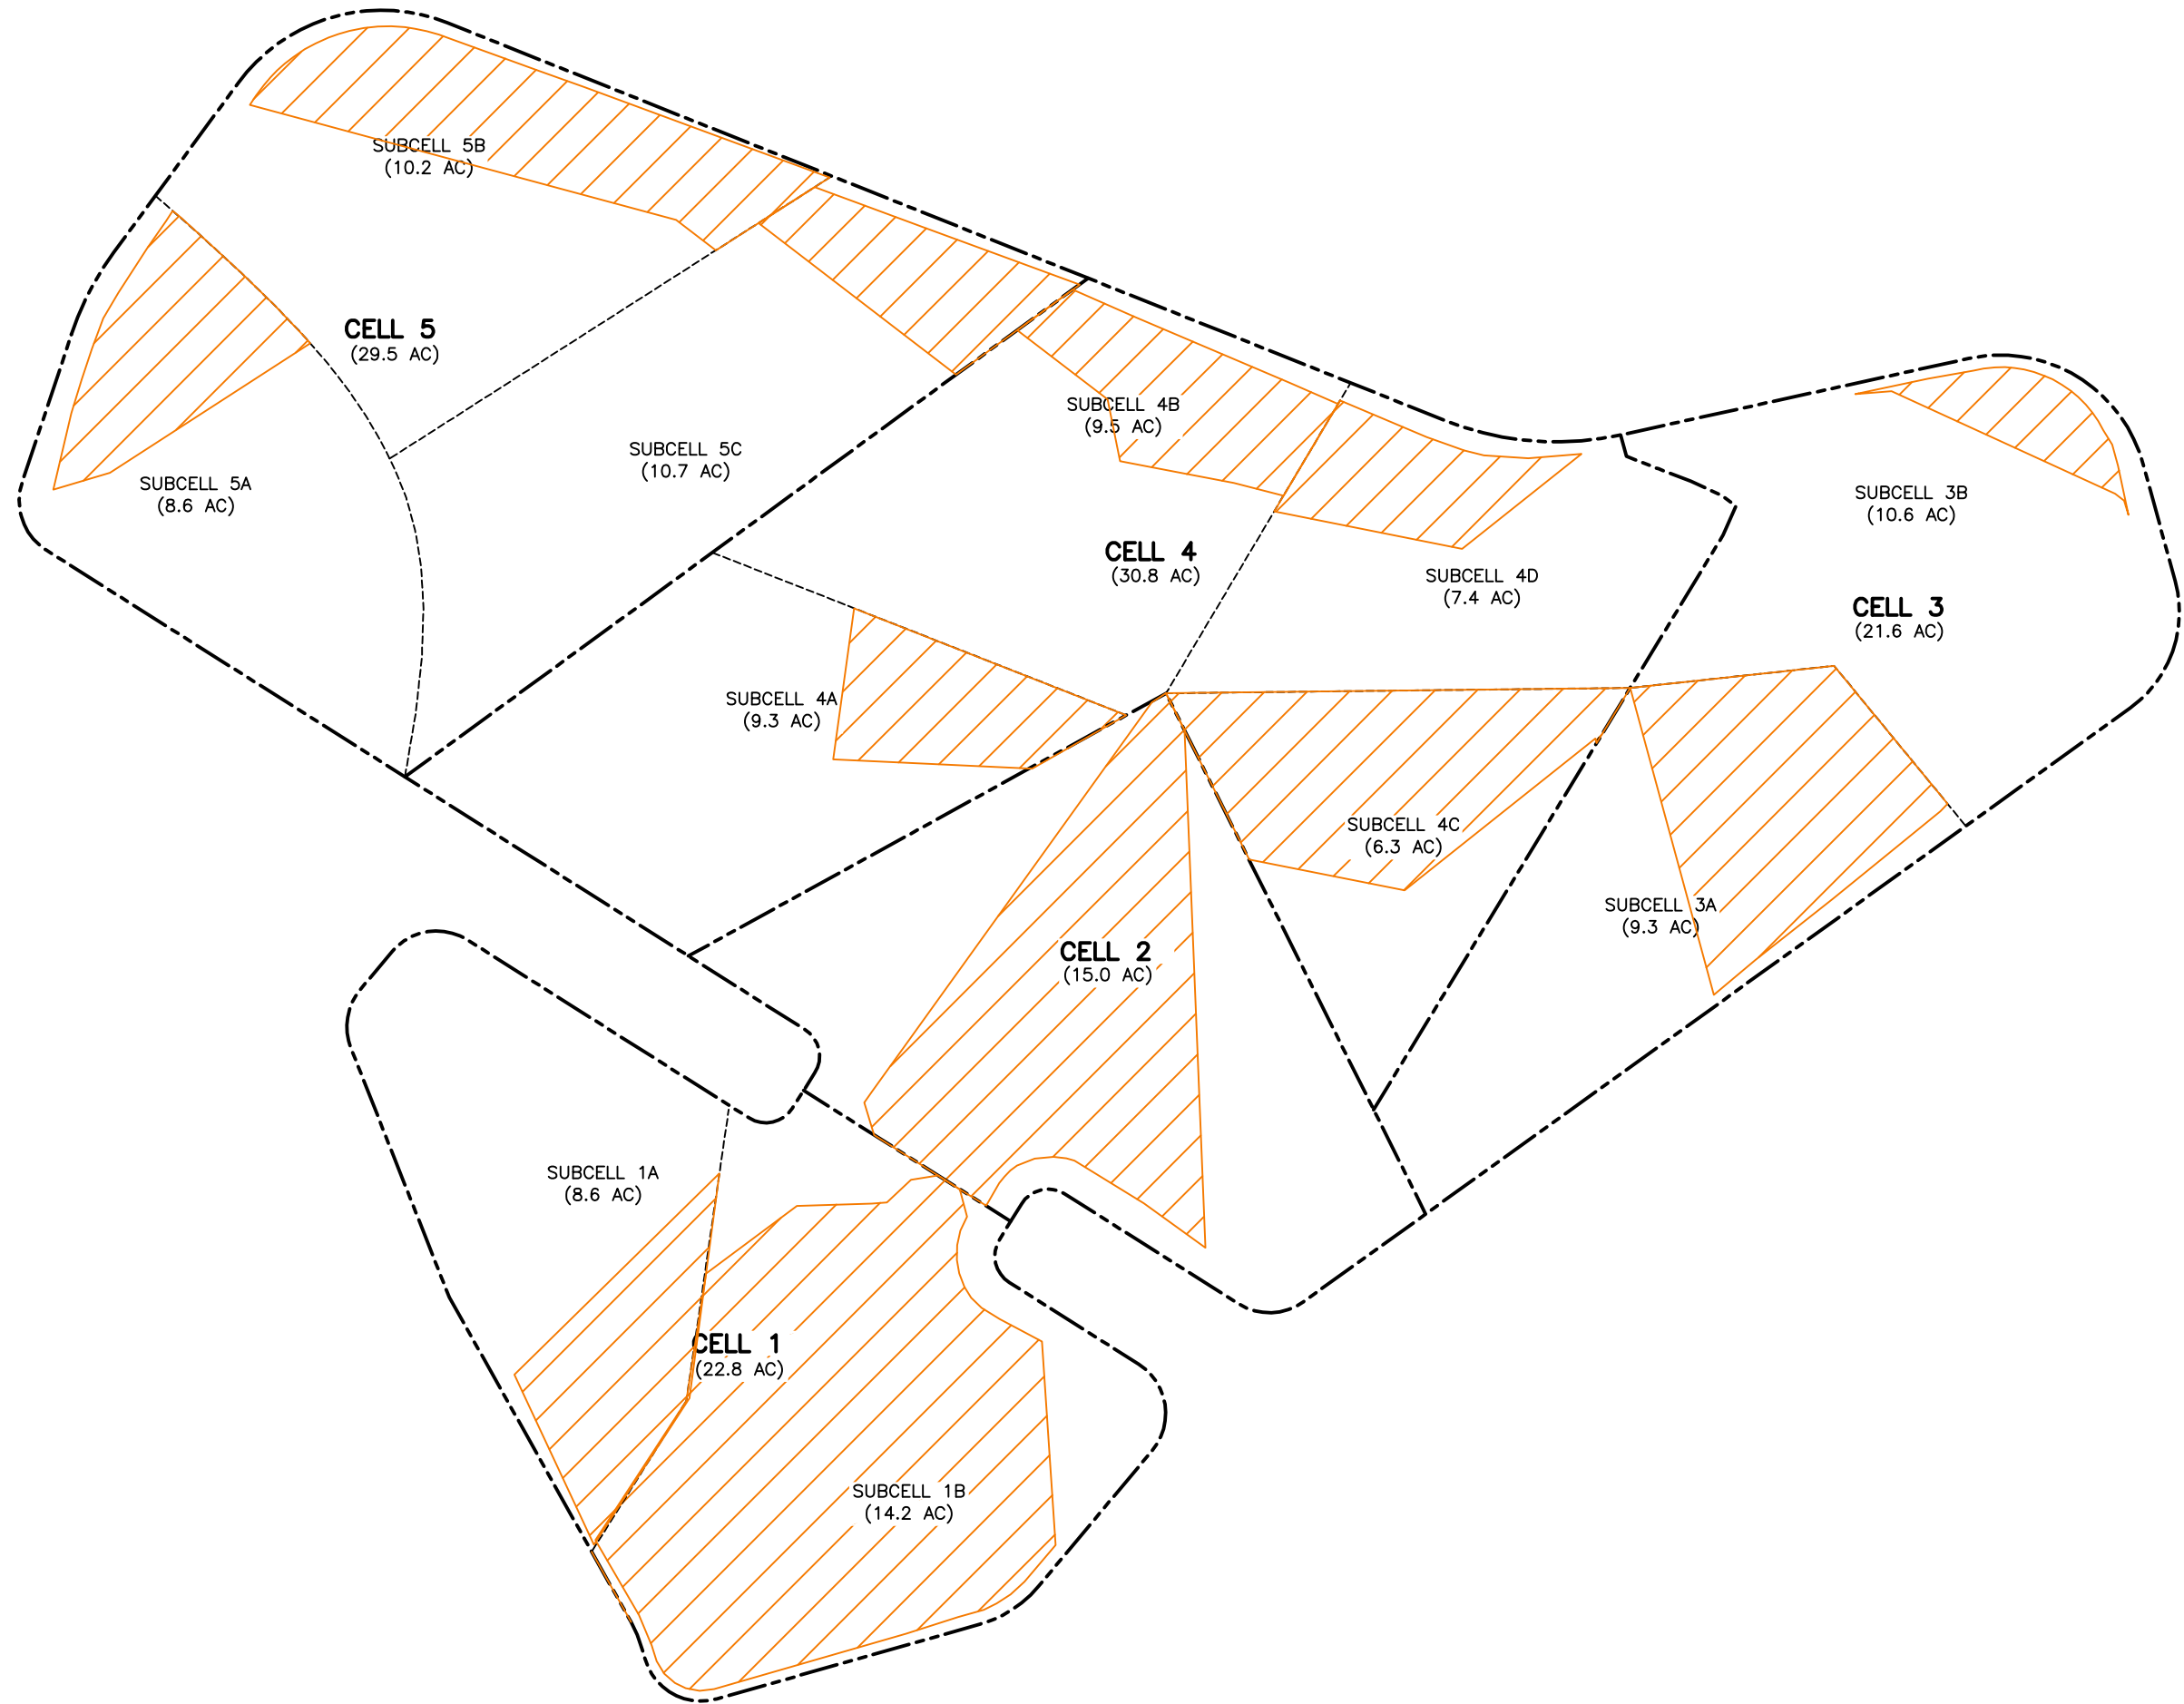 SUBCELL 5B
(10.2 AC)
CELL 5
(29.5 AC)
SUBCELL 5A
(8.6 AC)
SUBCELL 5C
(10.7 AC)
SUBCELL 4B
(9.5 AC)
CELL 4
(30.8 AC)
SUBCELL 4D
(7.4 AC)
SUBCELL 3B
(10.6 AC)
CELL 3
(21.6 AC)
SUBCELL 4A
(9.3 AC)
SUBCELL 4C
(6.3 AC)
SUBCELL 3A
(9.3 AC)
CELL 2
(15.0 AC)
SUBCELL 1A
(8.6 AC)
CELL 1
(22.8 AC)
SUBCELL 1B
(14.2 AC)